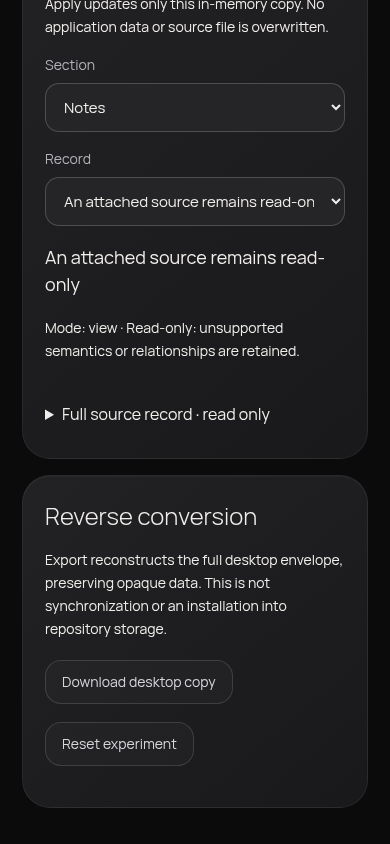 Apply updates only this in-memory copy. No
application data or source file is overwritten.
Section
Notes
Record
An attached source remains read-on
An attached source remains read-
only
Mode: view · Read-only: unsupported
semantics or relationships are retained.
Full source record · read only
Reverse conversion
Export reconstructs the full desktop envelope,
preserving opaque data. This is not
synchronization or an installation into
repository storage.
Download desktop copy
Reset experiment